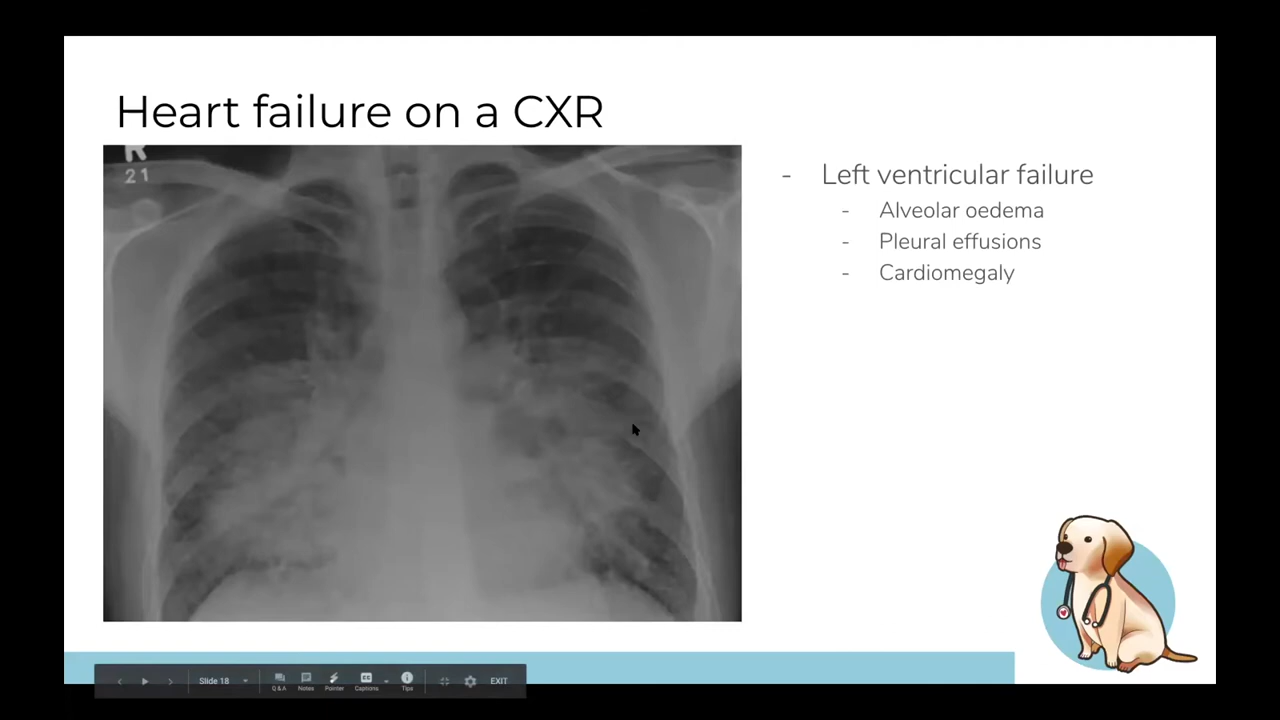 Heart failure on a CXR
R
21
- Left ventricular failure
- Alveolar oedema
- Pleural effusions
- Cardiomegaly
Slide 18
Q & A
Notes
Pointer
CC
Captions
Tips
EXIT